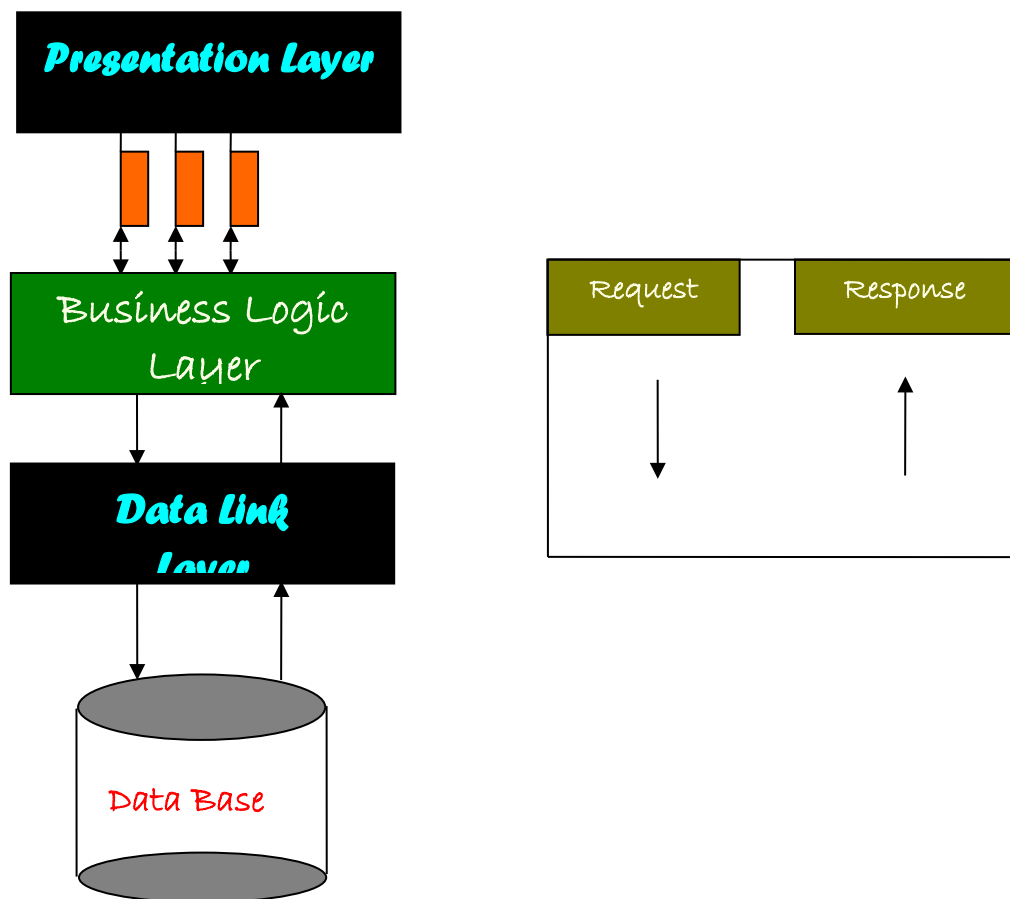 Presentation Layer
Business Logic
Layer
Request
Response
Data Link
Layer
Data Base